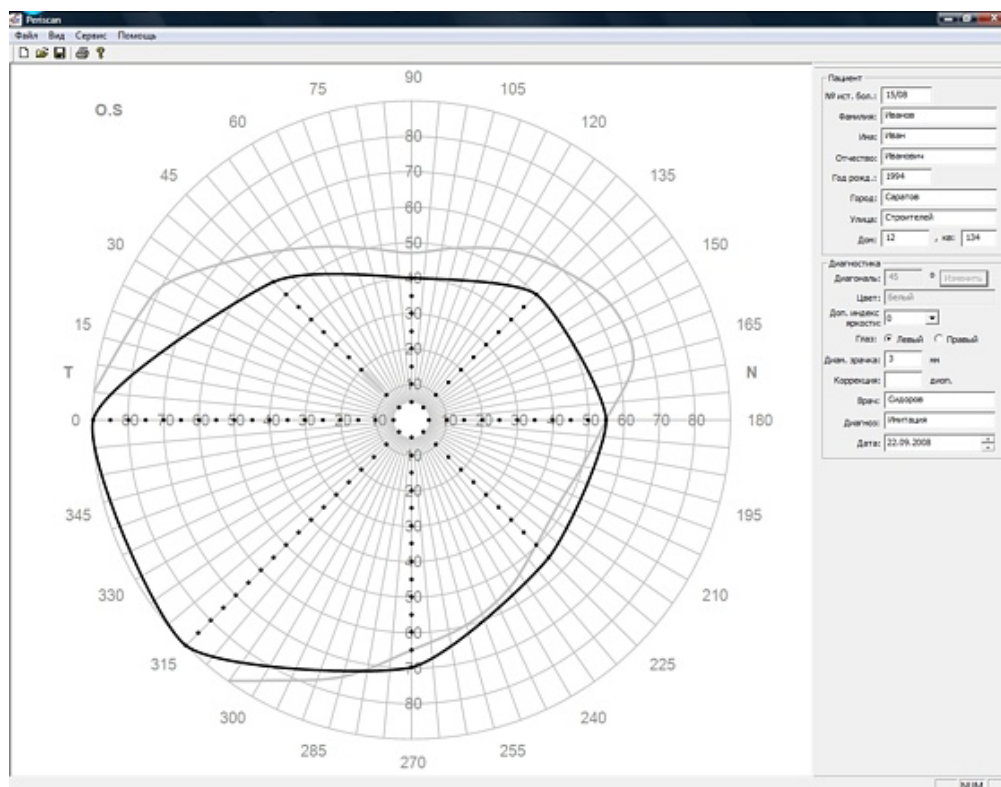 Periscan
Файл Вид Сервис Помощь
O.S
90
75 105
60 120
45 135
30 150
15 165
T N
0 180
345 195
330 210
315 225
300 240
285 255
270
80
70
60
50
40
30
20
10
90 80 70 60 50 40 30 20 10
10 20 30 40 50
10
20
30
40
50
60
70
80
Пациент
№ ист. бол.: 15/08
Фамилия: Иванов
Имя: Иван
Отчество: Иванович
Год рожд.: 1994
Город: Саратов
Улица: Строителей
Дом: 12 , кв: 134
Диагностика
Диагональ: 45 ° Изменить
Цвет: белый
Доп. индекс яркости: 0
Глаз: Левый Правый
Диам. зрачка: 3 мм
Коррекция: диоп.
Врач: Сидоров
Диагноз: Имитация
Дата: 22.09.2008
NUM